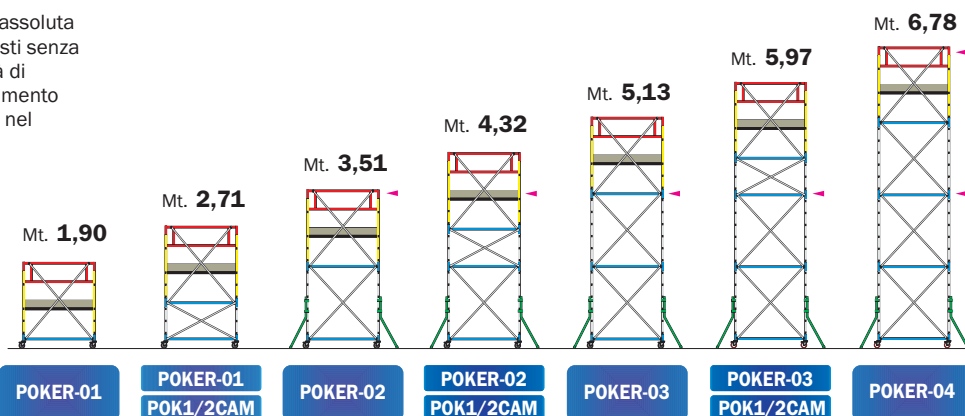 assoluta
sti senza
di
mento
nel
Mt. 1,90
Mt. 2,71
Mt. 3,51
Mt. 4,32
Mt. 5,13
Mt. 5,97
Mt. 6,78
POKER-01
POKER-01
POK1/2CAM
POKER-02
POKER-02
POK1/2CAM
POKER-03
POKER-03
POK1/2CAM
POKER-04